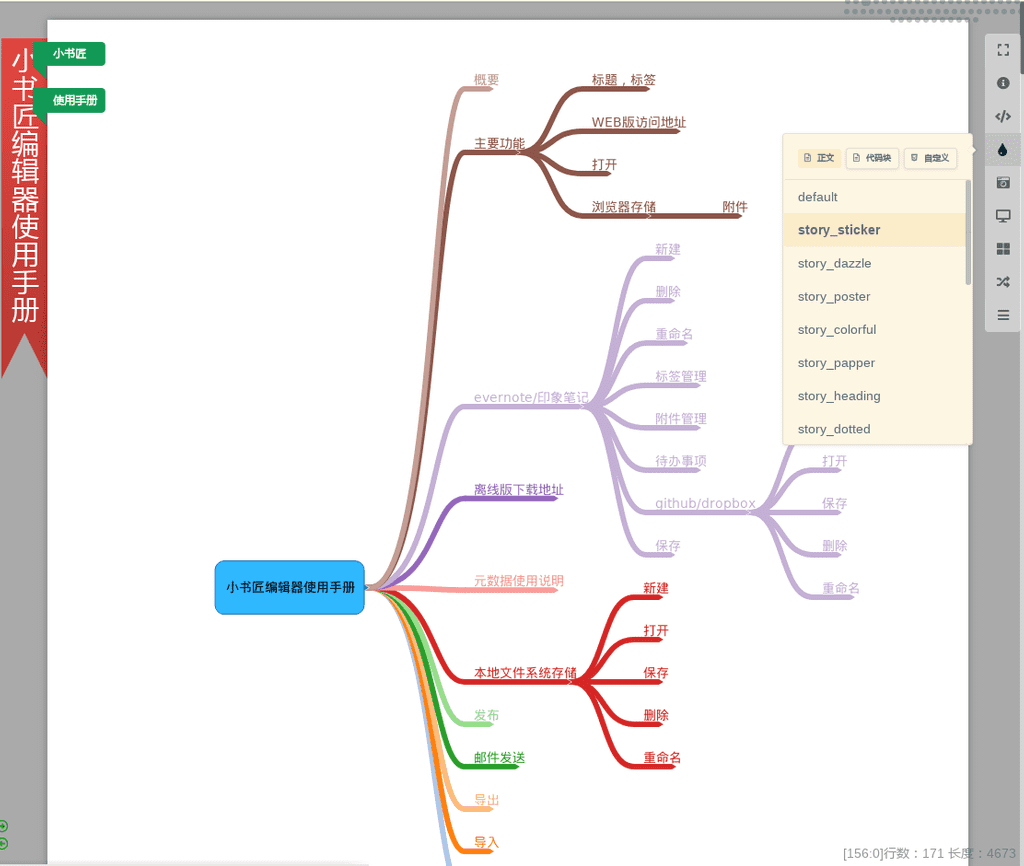 小书匠编辑器使用手册
小书匠
使用手册
概要
主要功能
标题，标签
WEB版访问地址
打开
浏览器存储
附件
evernote/印象笔记
新建
删除
重命名
标签管理
附件管理
待办事项
github/dropbox
打开
保存
删除
重命名
保存
离线版下载地址
小书匠编辑器使用手册
元数据使用说明
本地文件系统存储
新建
打开
保存
删除
重命名
发布
邮件发送
导出
导入
正文 代码块 自定义
default
story_sticker
story_dazzle
story_poster
story_colorful
story_papper
story_heading
story_dotted
[156:0]行数：171 长度：4673